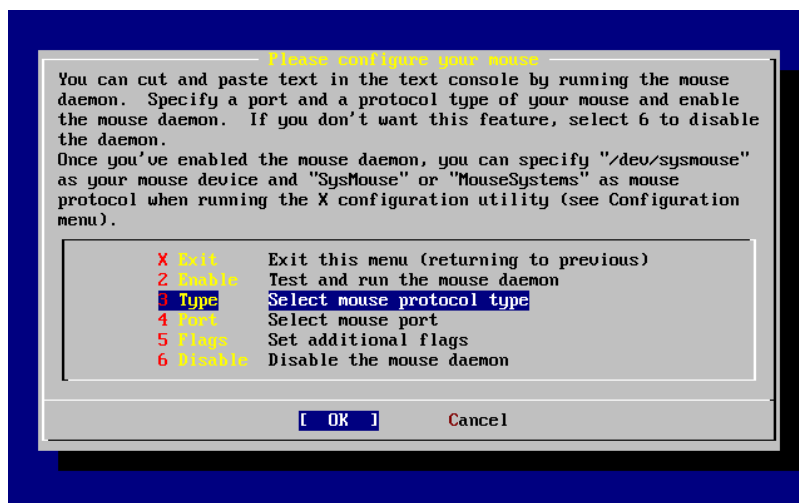 Please configure your mouse
You can cut and paste text in the text console by running the mouse
daemon.  Specify a port and a protocol type of your mouse and enable
the mouse daemon.  If you don't want this feature, select 6 to disable
the daemon.
Once you've enabled the mouse daemon, you can specify "/dev/sysmouse"
as your mouse device and "SysMouse" or "MouseSystems" as mouse
protocol when running the X configuration utility (see Configuration
menu).
X Exit Exit this menu (returning to previous)
2 Enable Test and run the mouse daemon
3 Type Select mouse protocol type
4 Port Select mouse port
5 Flags Set additional flags
6 Disable Disable the mouse daemon
[ OK ] Cancel